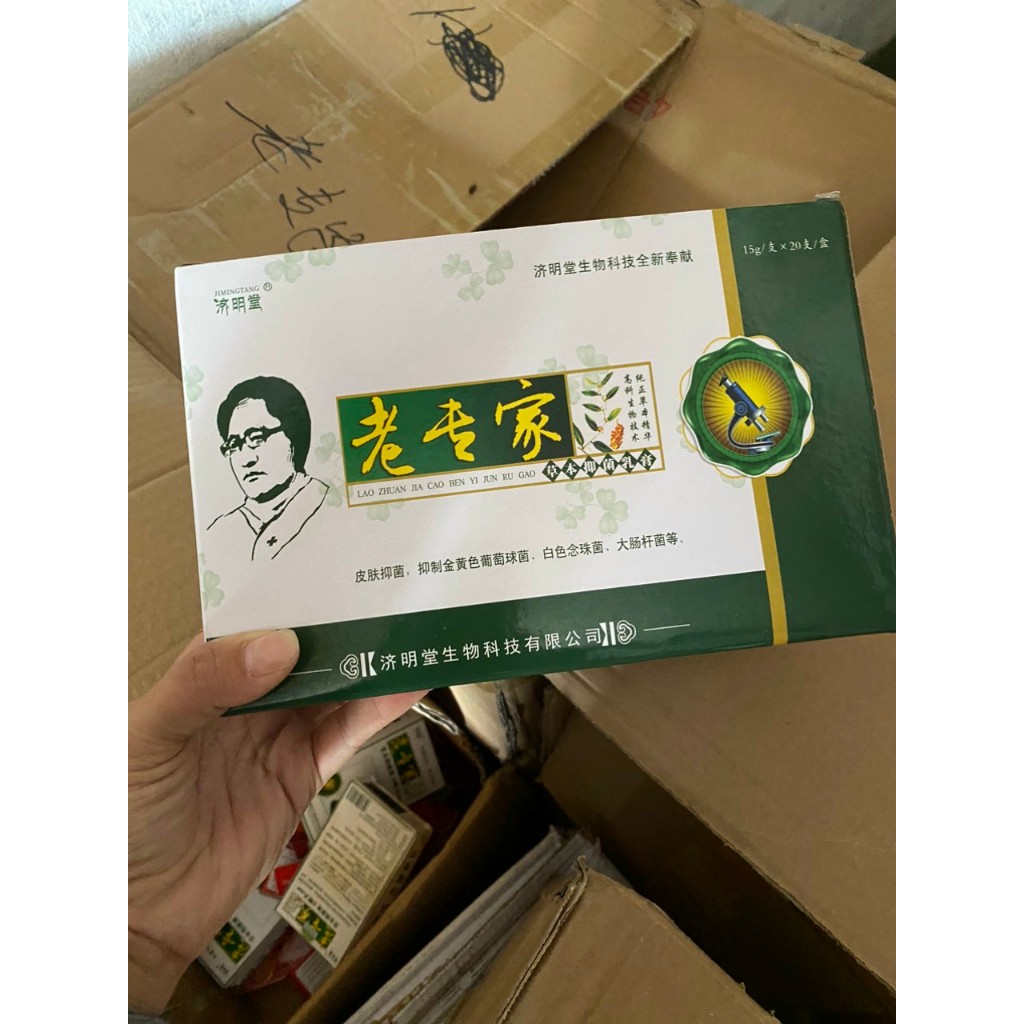 老专家
JIMINGTANG ®
济明堂
济明堂生物科技全新奉献
15g/支×20支/盒
老专家
纯正草本精华
高科生物技术
草本抑菌乳膏
LAO ZHUAN JIA CAO BEN YI JUN RU GAO
皮肤抑菌，抑制金黄色葡萄球菌、白色念珠菌、大肠杆菌等.
济明堂生物科技有限公司